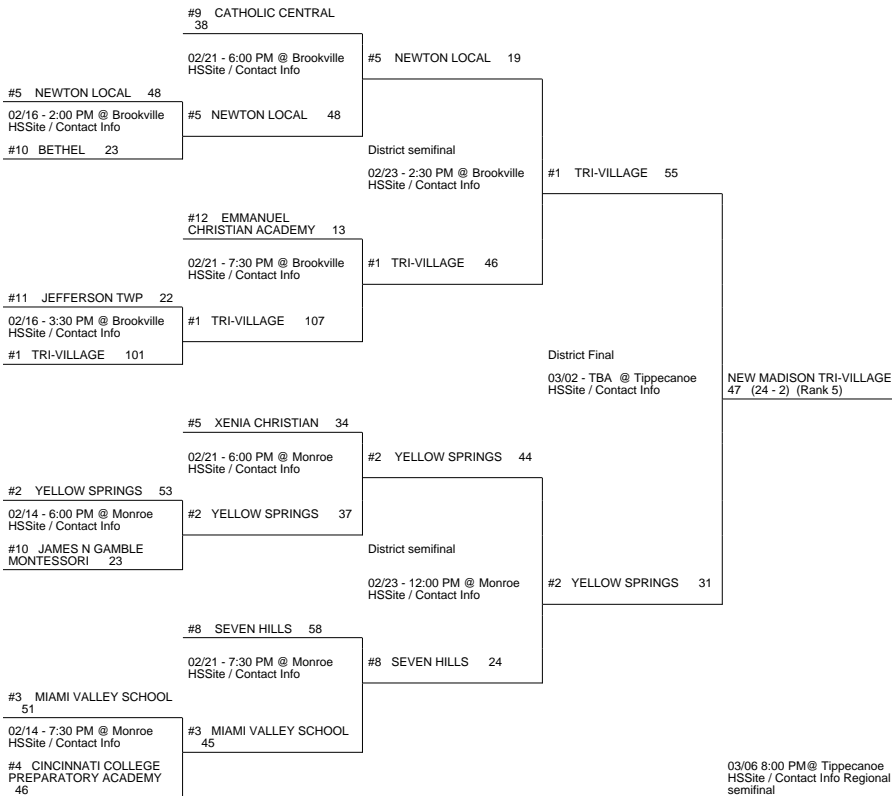 #9 CATHOLIC CENTRAL
38
02/21 - 6:00 PM @ Brookville
HSSite / Contact Info
#5 NEWTON LOCAL 19
#5 NEWTON LOCAL 48
02/16 - 2:00 PM @ Brookville
HSSite / Contact Info
#5 NEWTON LOCAL 48
#10 BETHEL 23
District semifinal
02/23 - 2:30 PM @ Brookville
HSSite / Contact Info
#1 TRI-VILLAGE 55
#12 EMMANUEL
CHRISTIAN ACADEMY 13
02/21 - 7:30 PM @ Brookville
HSSite / Contact Info
#1 TRI-VILLAGE 46
#11 JEFFERSON TWP 22
02/16 - 3:30 PM @ Brookville
HSSite / Contact Info
#1 TRI-VILLAGE 107
#1 TRI-VILLAGE 101
District Final
03/02 - TBA @ Tippecanoe
HSSite / Contact Info
NEW MADISON TRI-VILLAGE
47 (24 - 2) (Rank 5)
#5 XENIA CHRISTIAN 34
02/21 - 6:00 PM @ Monroe
HSSite / Contact Info
#2 YELLOW SPRINGS 44
#2 YELLOW SPRINGS 53
02/14 - 6:00 PM @ Monroe
HSSite / Contact Info
#2 YELLOW SPRINGS 37
#10 JAMES N GAMBLE
MONTESSORI 23
District semifinal
02/23 - 12:00 PM @ Monroe
HSSite / Contact Info
#2 YELLOW SPRINGS 31
#8 SEVEN HILLS 58
02/21 - 7:30 PM @ Monroe
HSSite / Contact Info
#8 SEVEN HILLS 24
#3 MIAMI VALLEY SCHOOL
51
02/14 - 7:30 PM @ Monroe
HSSite / Contact Info
#3 MIAMI VALLEY SCHOOL
45
#4 CINCINNATI COLLEGE
PREPARATORY ACADEMY
46
03/06 8:00 PM@ Tippecanoe
HSSite / Contact Info Regional
semifinal